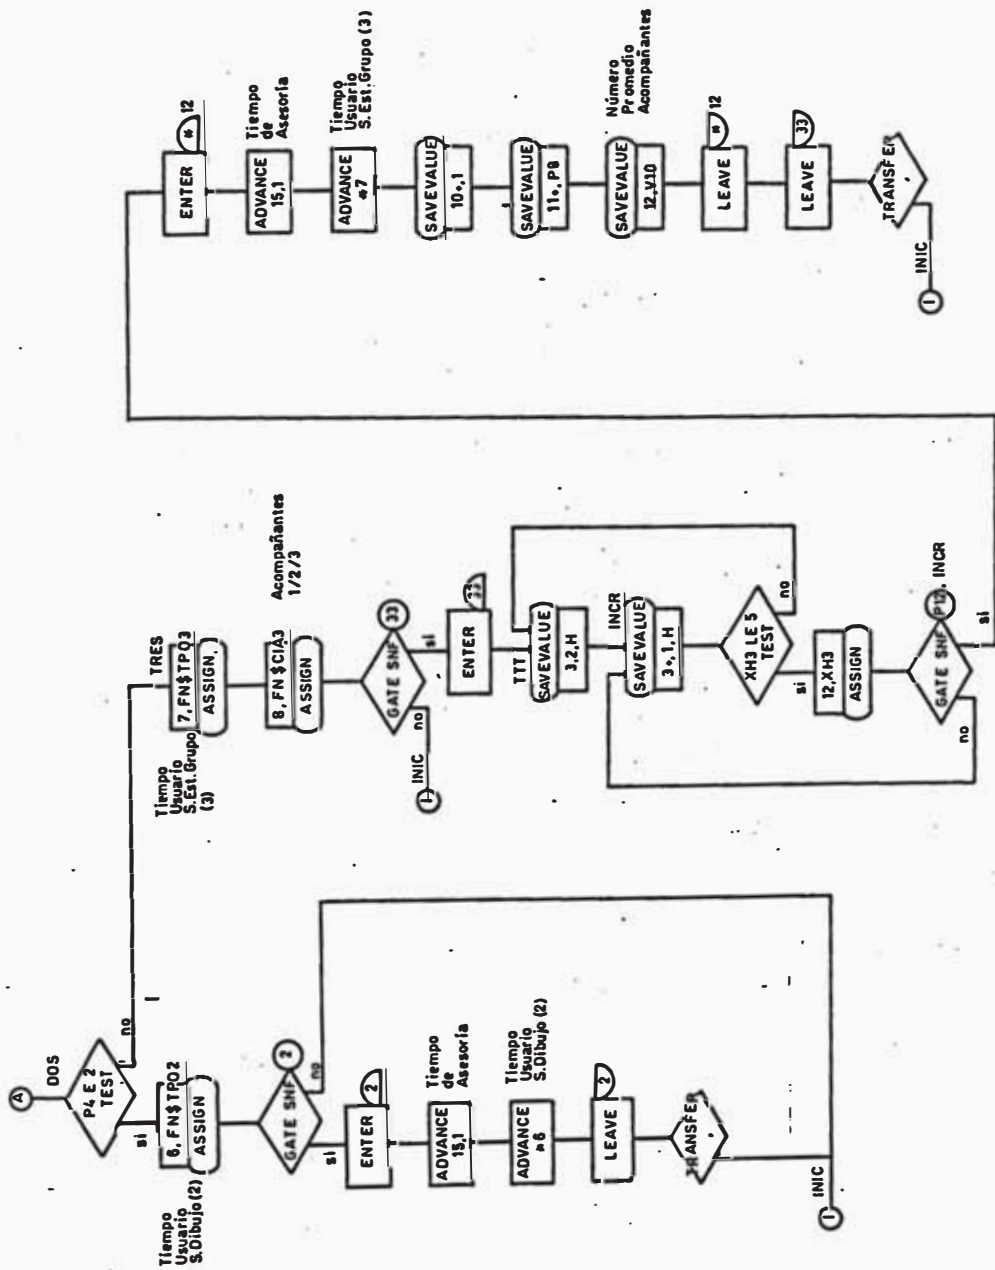 A
DOS
P4 E 2
TEST
si
no
Tiempo
Usuario
S.Dibujo(2)
6, FN$TPO2
ASSIGN
GATE SNF
2
si
no
ENTER
2
ADVANCE
15,1
Tiempo
de
Asesoría
ADVANCE
*6
Tiempo
Usuario
S.Dibujo(2)
LEAVE
2
TRANSFER
,
I
INIC
Tiempo
Usuario
S.Est.Grupo
(3)
TRES
7, FN$TPO3
ASSIGN,
8, FN$CIA3
ASSIGN
Acompañantes
1/2/3
GATE SNF
33
no
si
I
INIC
ENTER
33
TTT
SAVEVALUE
3,2,H
INCR
SAVEVALUE
3+,1,H
XH3 LE 5
TEST
no
si
12,XH3
ASSIGN
GATE SNF
P12, INCR
no
si
ENTER
* 12
ADVANCE
15,1
Tiempo
de
Asesoría
ADVANCE
*7
Tiempo
Usuario
S.Est.Grupo(3)
SAVEVALUE
10+,1
SAVEVALUE
11+,P8
SAVEVALUE
12,V10
Número
Promedio
Acompañantes
LEAVE
* 12
LEAVE
33
TRANSFER
,
INIC
I